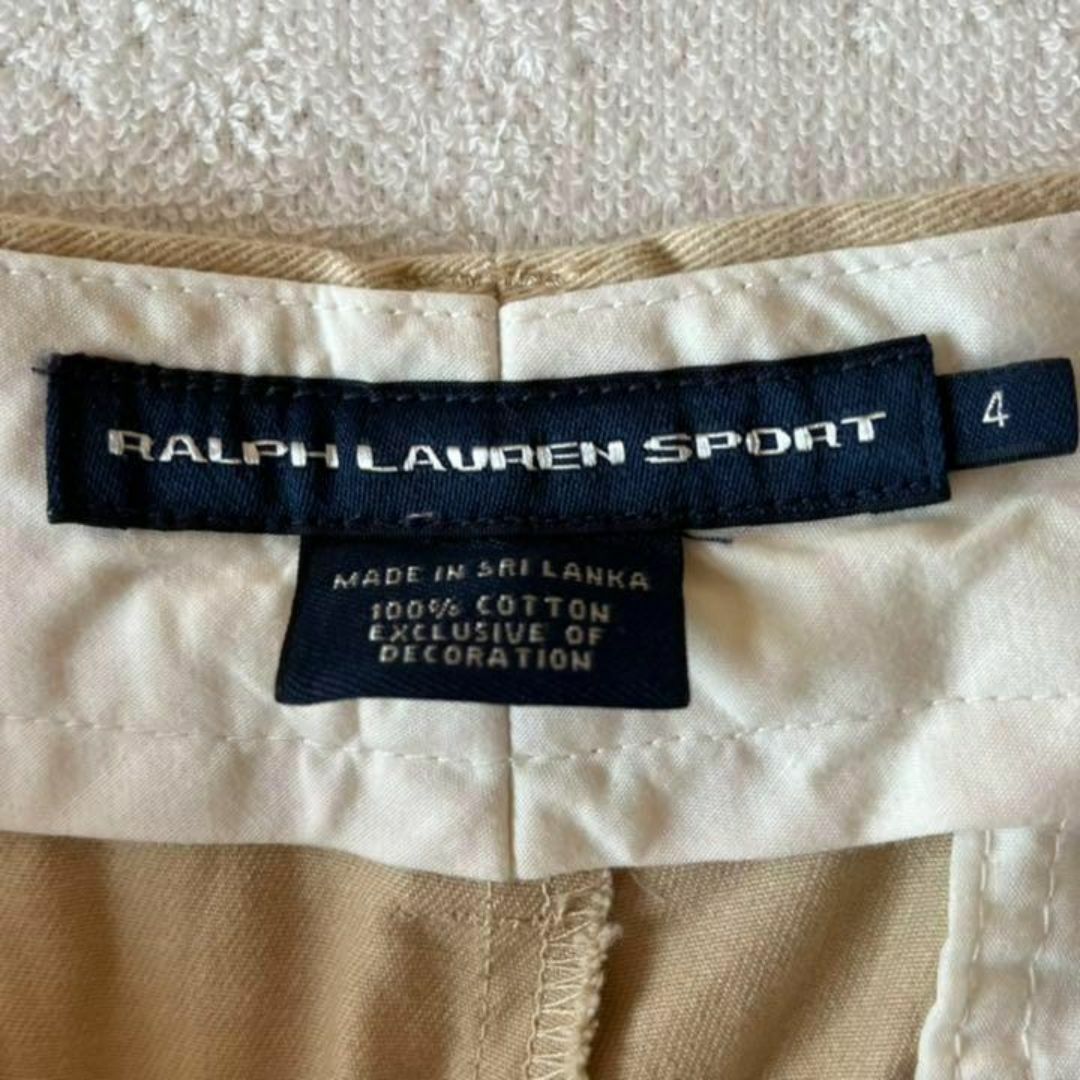 RALPH LAUREN SPORT
4
MADE IN SRI LANKA
100% COTTON
EXCLUSIVE OF
DECORATION